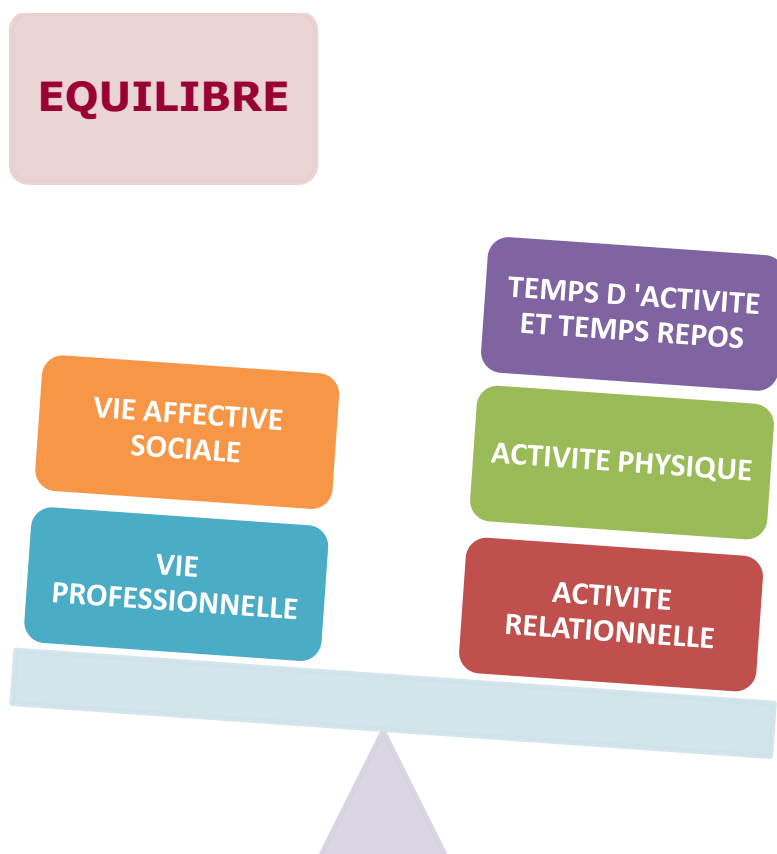 EQUILIBRE
VIE AFFECTIVE
SOCIALE
VIE
PROFESSIONNELLE
TEMPS D 'ACTIVITE
ET TEMPS REPOS
ACTIVITE PHYSIQUE
ACTIVITE
RELATIONNELLE